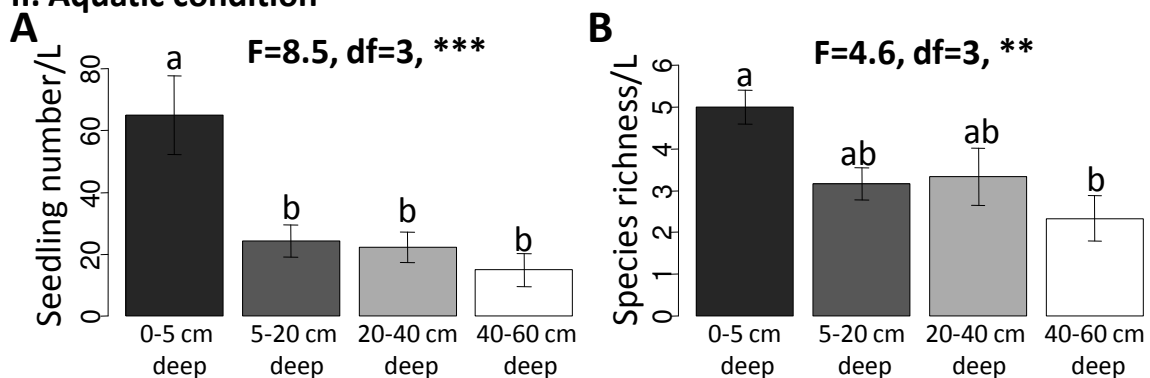 II. Aquatic condition
A
F=8.5, df=3, ***
Seedling number/L
80
60
40
20
0
a
b
b
b
0-5 cm deep
5-20 cm deep
20-40 cm deep
40-60 cm deep
B
F=4.6, df=3, **
Species richness/L
6
5
4
3
2
1
0
a
ab
ab
b
0-5 cm deep
5-20 cm deep
20-40 cm deep
40-60 cm deep